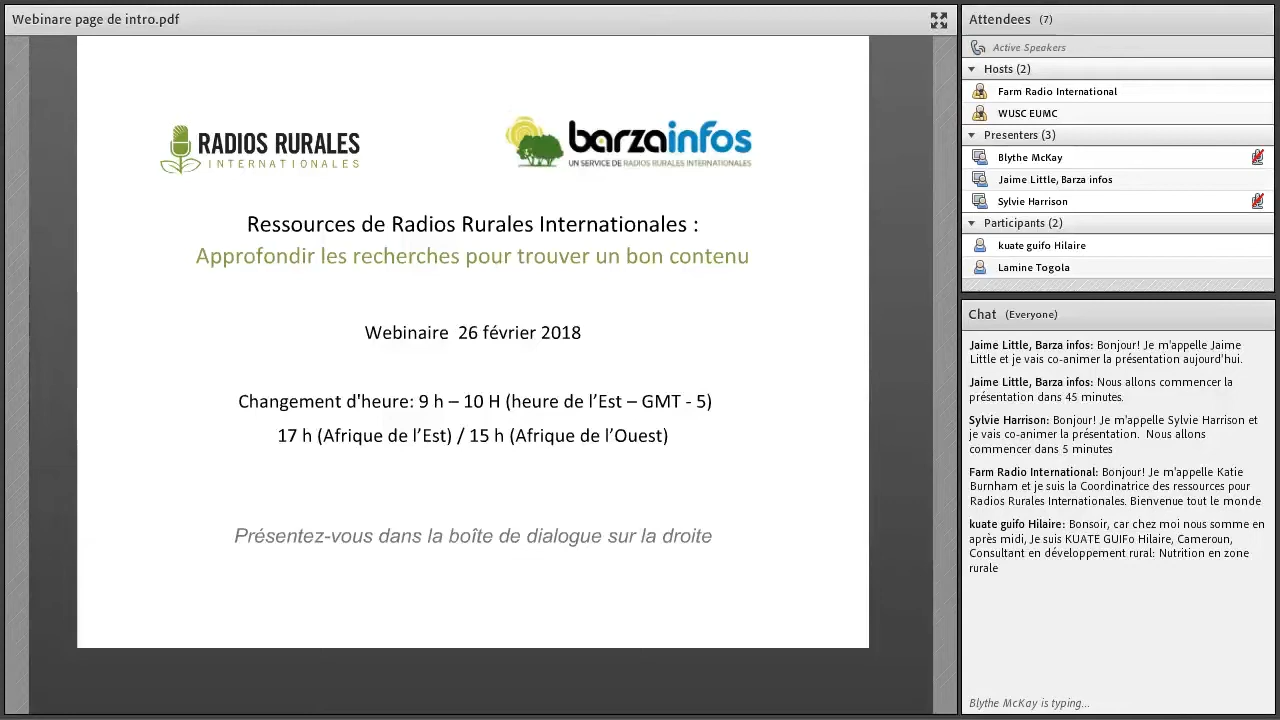 Webinare page de intro.pdf
RADIOS RURALES
INTERNATIONALES
barzainfos
UN SERVICE DE RADIOS RURALES INTERNATIONALES
Ressources de Radios Rurales Internationales :
Approfondir les recherches pour trouver un bon contenu
Webinaire 26 février 2018
Changement d'heure: 9 h – 10 H (heure de l’Est – GMT - 5)
17 h (Afrique de l’Est) / 15 h (Afrique de l’Ouest)
Présentez-vous dans la boîte de dialogue sur la droite
Attendees (7)
Active Speakers
Hosts (2)
Farm Radio International
WUSC EUMC
Presenters (3)
Blythe McKay
Jaime Little, Barza infos
Sylvie Harrison
Participants (2)
kuate guifo Hilaire
Lamine Togola
Chat (Everyone)
Jaime Little, Barza infos: Bonjour! Je m'appelle Jaime
Little et je vais co-animer la présentation aujourd'hui.
Jaime Little, Barza infos: Nous allons commencer la
présentation dans 45 minutes.
Sylvie Harrison: Bonjour! Je m'appelle Sylvie Harrison et
je vais co-animer la présentation. Nous allons
commencer dans 5 minutes
Farm Radio International: Bonjour! Je m'appelle Katie
Burnham et je suis la Coordinatrice des ressources pour
Radios Rurales Internationales. Bienvenue tout le monde
kuate guifo Hilaire: Bonsoir, car chez moi nous somme en
après midi, Je suis KUATE GUIFo Hilaire, Cameroun,
Consultant en développement rural: Nutrition en zone
rurale
Blythe McKay is typing...